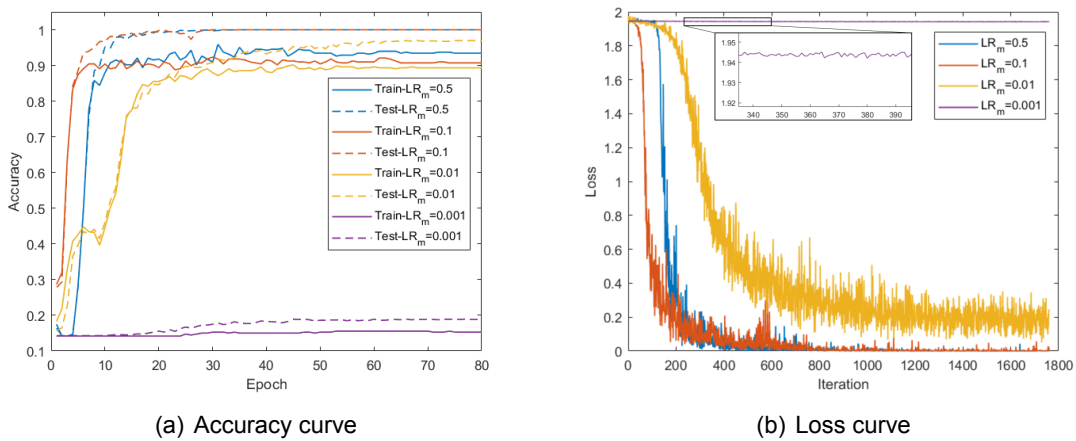 1
0.9
0.8
0.7
0.6
0.5
0.4
0.3
0.2
0.1
Accuracy
0 10 20 30 40 50 60 70 80
Epoch
Train-LRm=0.5
Test-LRm=0.5
Train-LRm=0.1
Test-LRm=0.1
Train-LRm=0.01
Test-LRm=0.01
Train-LRm=0.001
Test-LRm=0.001
(a) Accuracy curve
2
1.8
1.6
1.4
1.2
1
0.8
0.6
0.4
0.2
0
Loss
0 200 400 600 800 1000 1200 1400 1600 1800
Iteration
1.95
1.94
1.93
1.92
340 350 360 370 380 390
LRm=0.5
LRm=0.1
LRm=0.01
LRm=0.001
(b) Loss curve